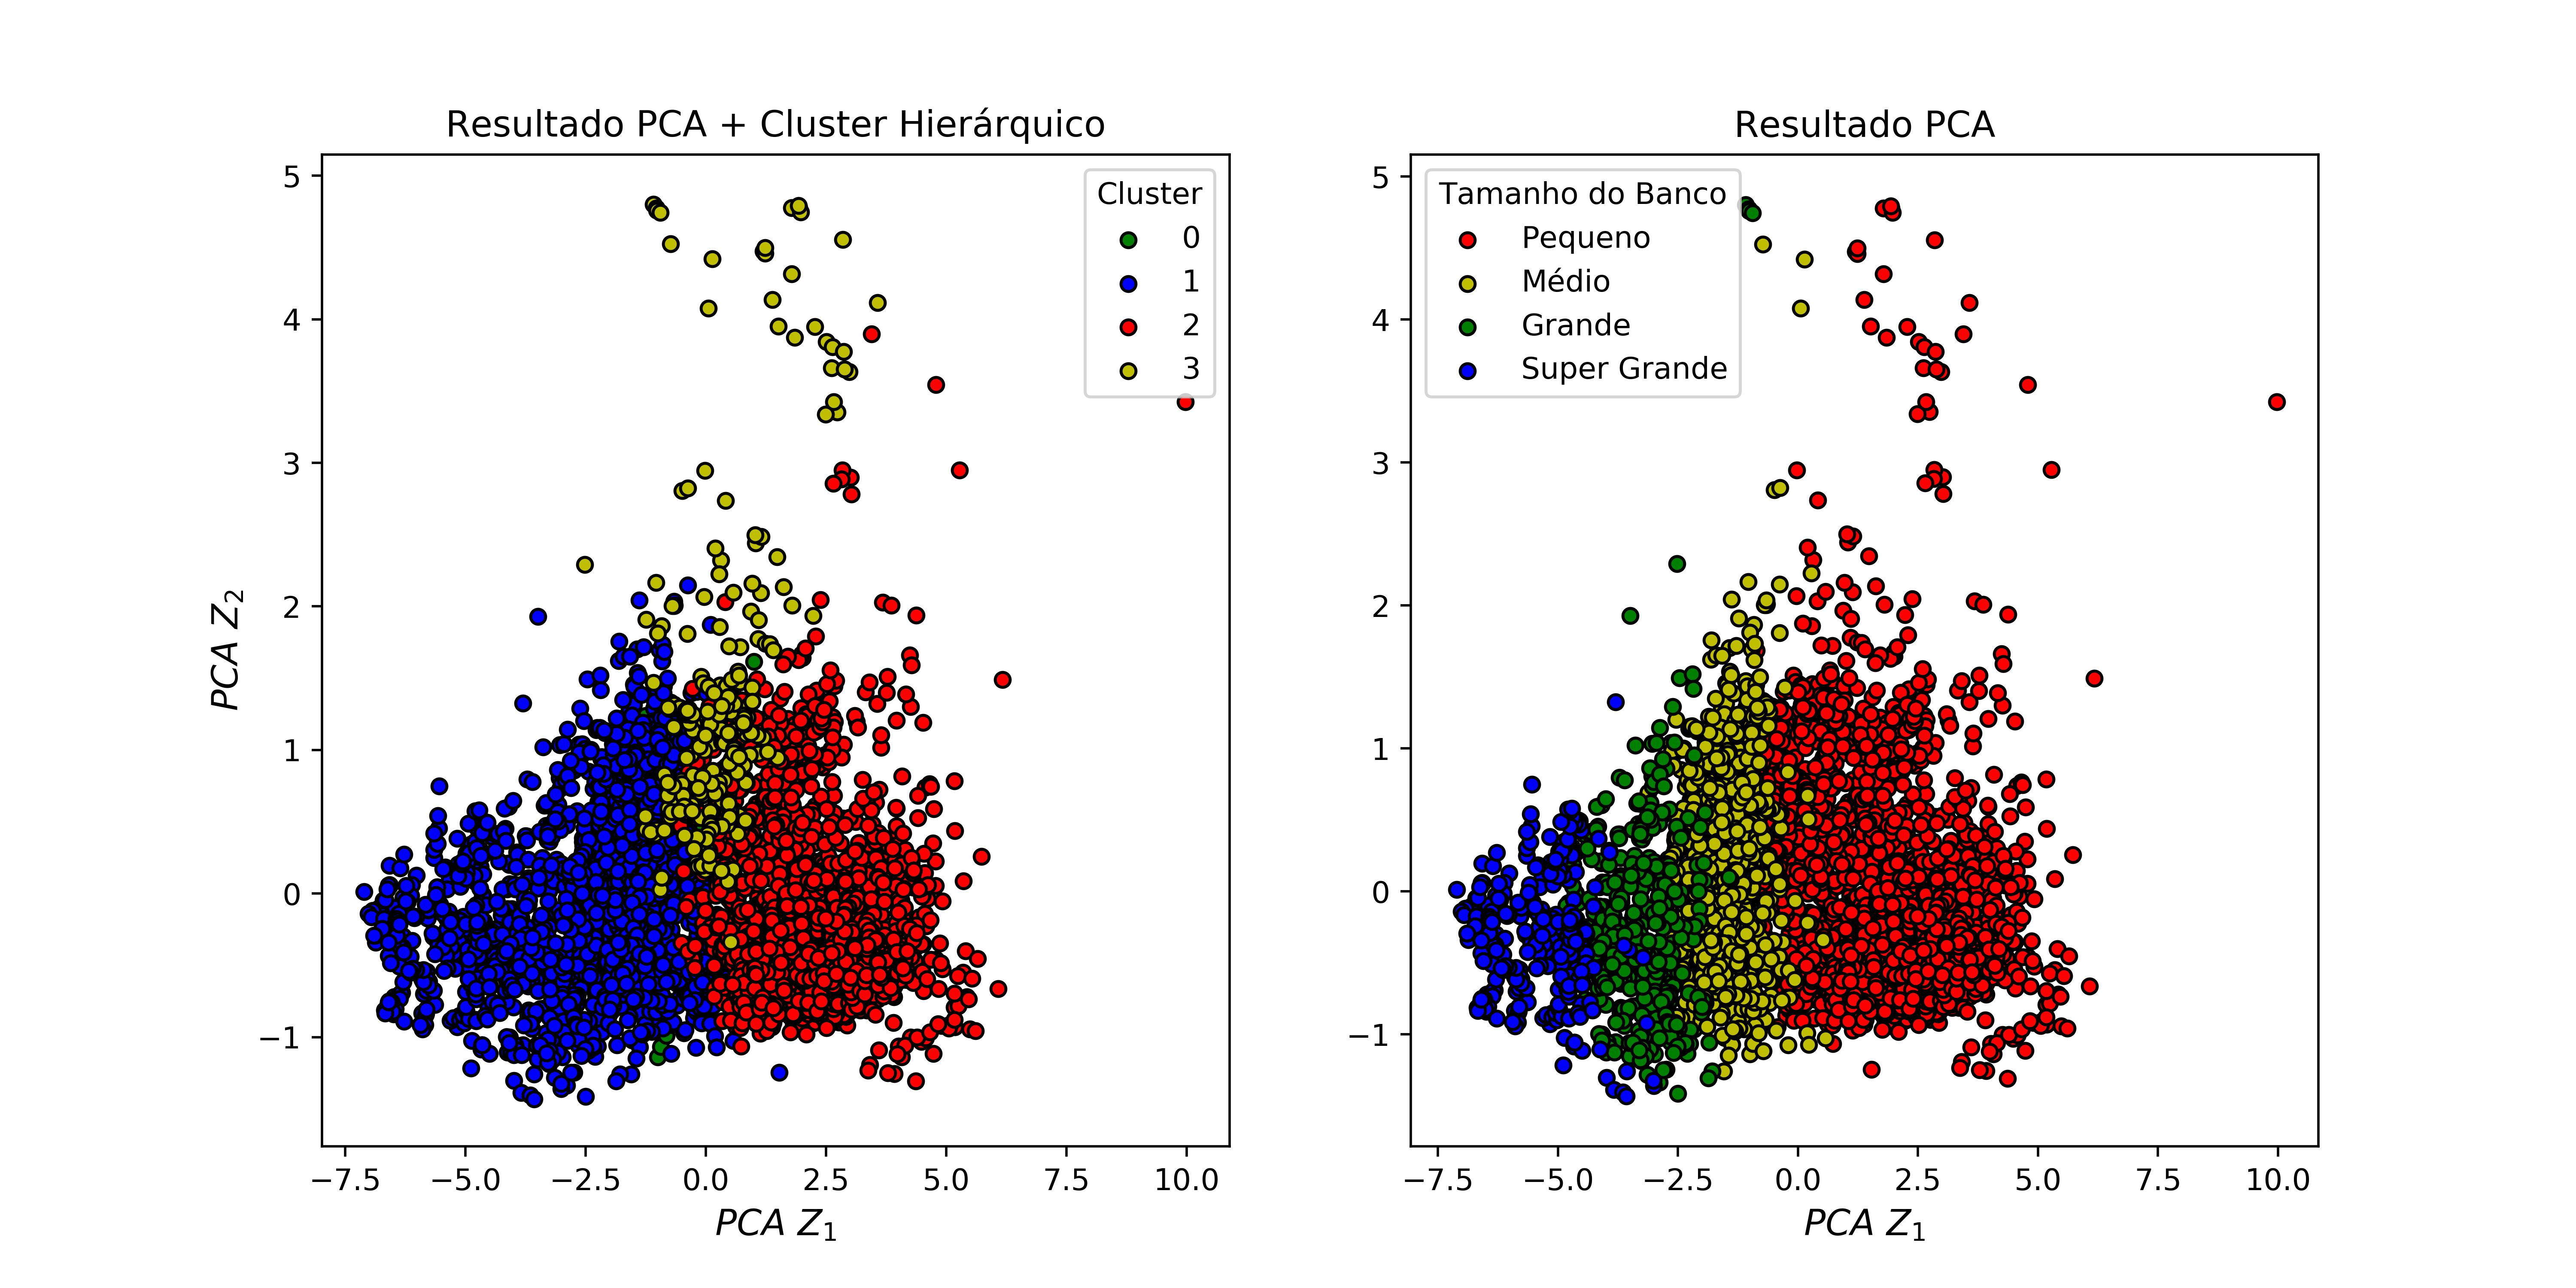 Resultado PCA + Cluster Hierárquico
Cluster
0
1
2
3
5
4
3
2
1
0
−1
PCA Z2
−7.5 −5.0 −2.5 0.0 2.5 5.0 7.5 10.0
PCA Z1
Resultado PCA
Tamanho do Banco
Pequeno
Médio
Grande
Super Grande
5
4
3
2
1
0
−1
−7.5 −5.0 −2.5 0.0 2.5 5.0 7.5 10.0
PCA Z1